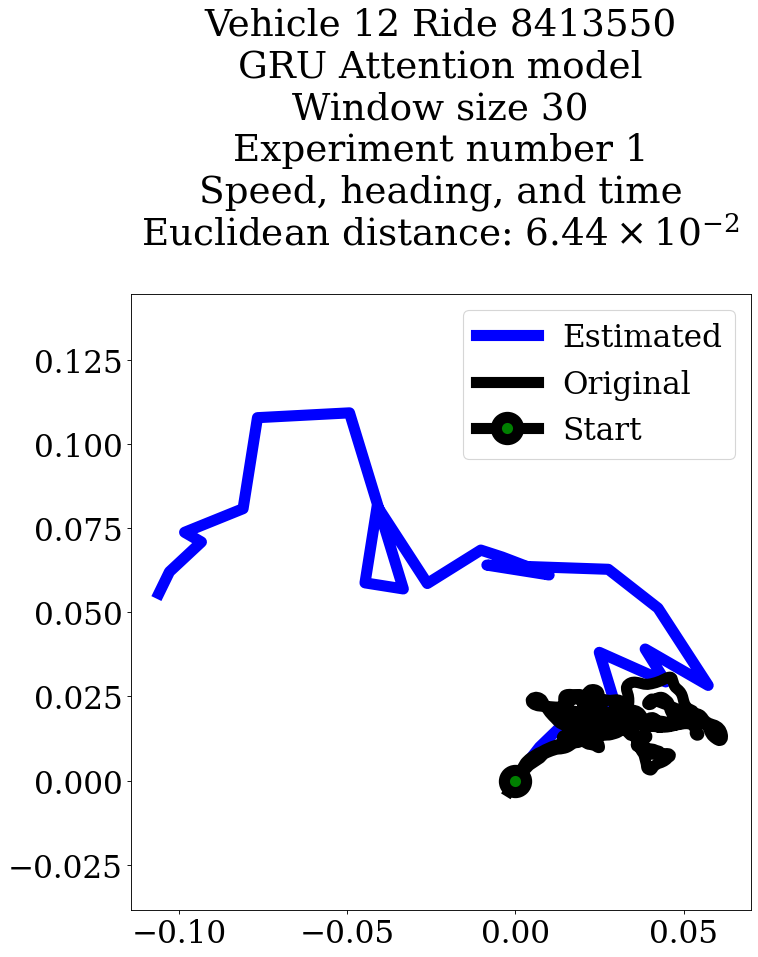 Vehicle 12 Ride 8413550
GRU Attention model
Window size 30
Experiment number 1
Speed, heading, and time
Euclidean distance: 6.44 × 10⁻²
Estimated
Original
Start
0.125
0.100
0.075
0.050
0.025
0.000
−0.025
−0.10
−0.05
0.00
0.05